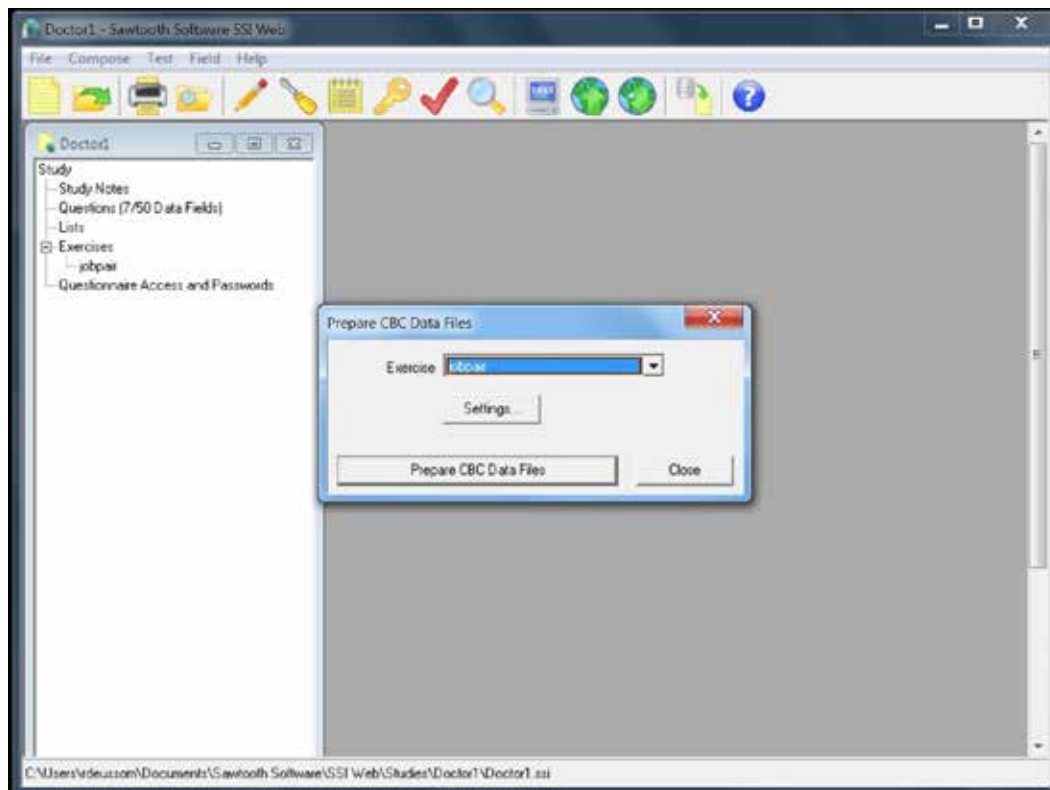 Doctor1 - Sawtooth Software SSI Web
File Compose Test Field Help
Doctor1
Study
Study Notes
Questions (7/50 Data Fields)
Lists
Exercises
jobpair
Questionnaire Access and Passwords
Prepare CBC Data Files
Exercise jobpair
Settings...
Prepare CBC Data Files Close
C:\Users\rdeussom\Documents\Sawtooth Software\SSI Web\Studies\Doctor1\Doctor1.ssi